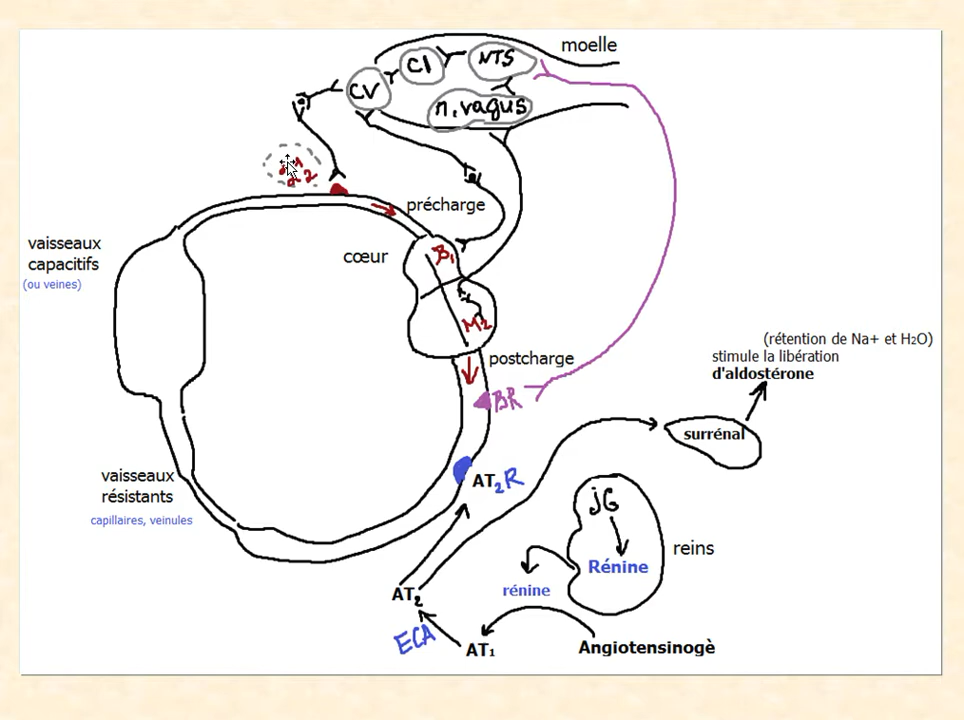 moelle
NTS
CI
CV
n.vagus
α1
α2
précharge
vaisseaux
capacitifs
(ou veines)
cœur
B1
M2
postcharge
BR
(rétention de Na+ et H2O)
stimule la libération
d'aldostérone
surrénal
vaisseaux
résistants
capillaires, veinules
AT2R
jG
Rénine
reins
rénine
AT2
ECA
AT1
Angiotensinogè